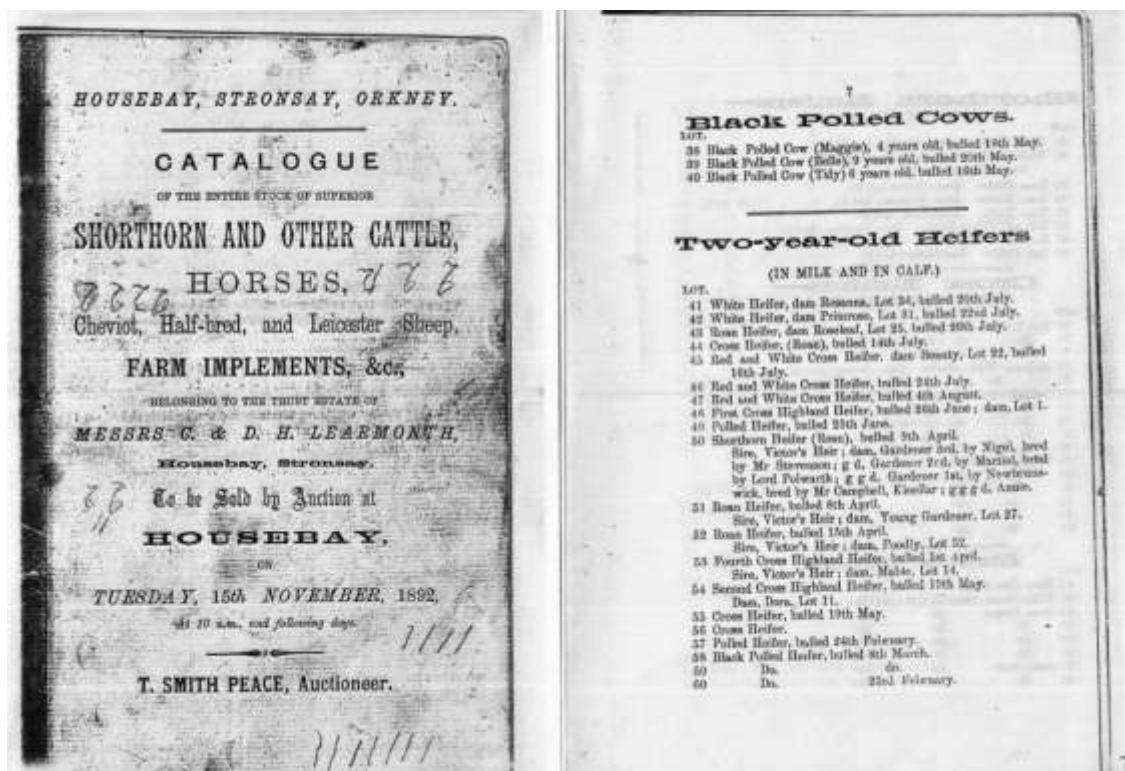 HOUSEBAY, STRONSAY, ORKNEY.
CATALOGUE
OF THE ENTIRE STOCK OF SUPERIOR
SHORTHORN AND OTHER CATTLE,
HORSES,
Cheviot, Half-bred, and Leicester Sheep,
FARM IMPLEMENTS, &c.,
BELONGING TO THE TRUST ESTATE OF
MESSRS C. & D. H. LEARMONTH,
Housebay, Stronsay,
To be Sold by Auction at
HOUSEBAY,
ON
TUESDAY, 15th NOVEMBER, 1892,
At 10 a.m., and following days.
T. SMITH PEACE, Auctioneer.
7
Black Polled Cows.
LOT.
38 Black Polled Cow (Maggie), 4 years old, bulled 18th May.
39 Black Polled Cow (Belle), 9 years old, bulled 20th May.
40 Black Polled Cow (Tidy) 6 years old, bulled 16th May.
Two-year-old Heifers
(IN MILK AND IN CALF.)
LOT.
41 White Heifer, dam Rosanna, Lot bulled 20th July.
42 White Heifer, dam Primrose, Lot 31, bulled 22nd July.
43 Roan Heifer, dam Roseleaf, Lot 25, bulled 20th July.
44 Cross Heifer, (Roan), bulled 14th July.
45 Red and White Cross Heifer, dam Beauty, Lot 22, bulled
16th July.
46 Red and White Cross Heifer, bulled 24th July.
47 Red and White Cross Heifer, bulled 4th August.
48 First Cross Highland Heifer, bulled 26th June; dam, Lot 1.
49 Polled Heifer, bulled 25th June.
50 Shorthorn Heifer (Roan), bulled 9th April.
Sire, Victor's Heir; dam, Gardener 3rd, by Nigel, bred
by Mr Stevenson; g d, Gardener 2nd, by bred
by Lord Polwarth; g g d, Gardener 1st, by Newbruns-
wick, bred by Mr Campbell, Kinellar; g g g d, Annie.
51 Roan Heifer, bulled 6th April.
Sire, Victor's Heir; dam, Young Gardener, Lot 27.
52 Roan Heifer, bulled 15th April.
Sire, Victor's Heir; dam, Lot 32.
53 Fourth Cross Highland Heifer, bulled 1st April.
Sire, Victor's Heir; dam, Lot 14.
54 Second Cross Highland Heifer, bulled 17th May.
Dam, Dora, Lot 11.
55 Cross Heifer, bulled 19th May.
56 Cross Heifer.
57 Polled Heifer, bulled 24th February.
58 Black Polled Heifer, bulled 8th March.
59 Do. do.
60 Do. 23rd February.